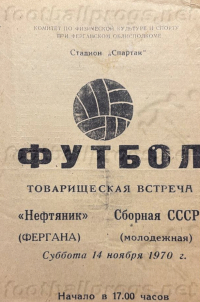 КОМИТЕТ ПО ФИЗИЧЕСКОЙ КУЛЬТУРЕ И СПОРТУ
ПРИ ФЕРГАНСКОМ ОБЛИСПОЛКОМЕ
Стадион „Спартак"
ФУТБОЛ
ТОВАРИЩЕСКАЯ ВСТРЕЧА
«Нефтяник» Сборная СССР
(ФЕРГАНА) (молодежная)
Суббота 14 ноября 1970 г.
Начало в 17.00 часов